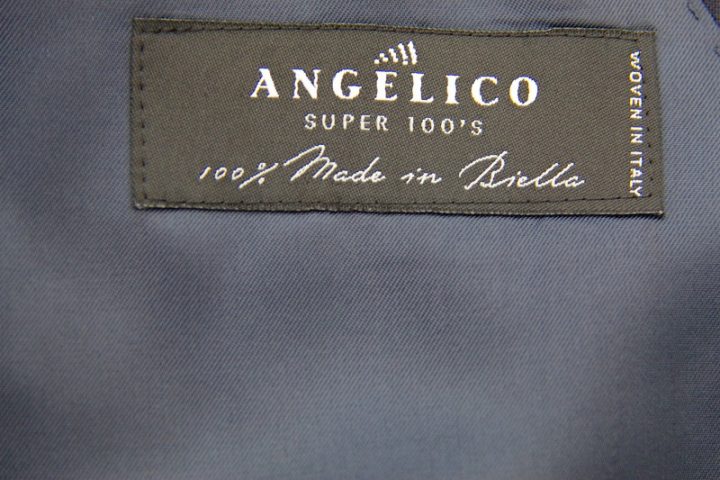 ANGELICO
SUPER 100'S
100% Made in Biella
WOVEN IN ITALY